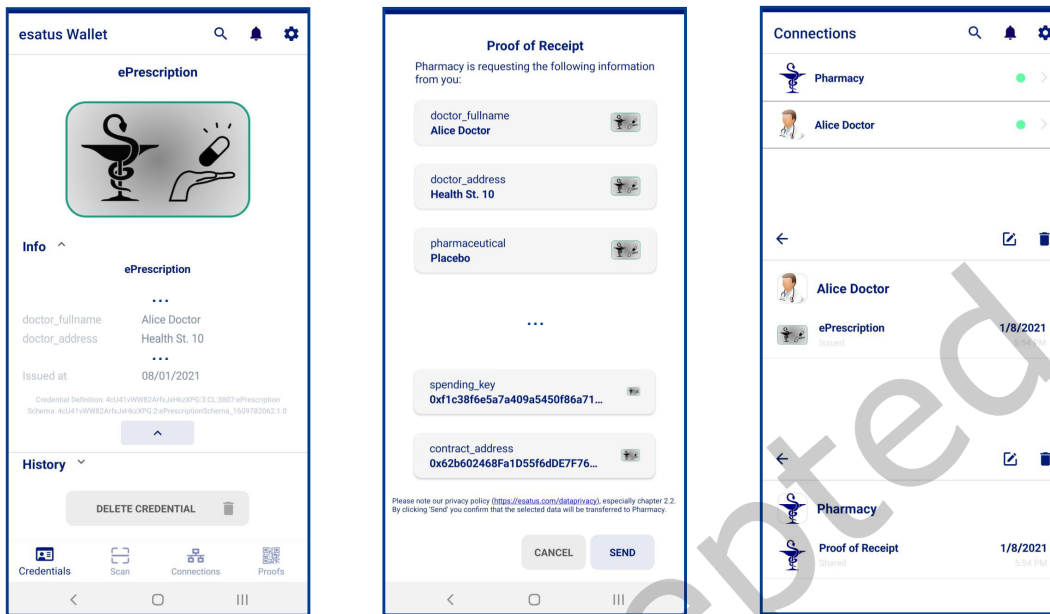 esatus Wallet
ePrescription
Info
ePrescription
...
doctor_fullname Alice Doctor
doctor_address Health St. 10
...
Issued at 08/01/2021
Credential Definition: 4cU41vWW82ArfxJxHkzXPG:3:CL:3807:ePrescription
Schema: 4cU41vWW82ArfxJxHkzXPG:2:ePrescriptionSchema_1609782062:1.0
History
DELETE CREDENTIAL
Credentials Scan Connections Proofs
Proof of Receipt
Pharmacy is requesting the following information
from you:
doctor_fullname
Alice Doctor
doctor_address
Health St. 10
pharmaceutical
Placebo
...
spending_key
0xf1c38f6e5a7a409a5450f86a71...
contract_address
0x62b602468Fa1D55f6dDE7F76...
Please note our privacy policy (https://esatus.com/dataprivacy), especially chapter 2.2.
By clicking 'Send' you confirm that the selected data will be transferred to Pharmacy.
CANCEL SEND
Connections
Pharmacy
Alice Doctor
Alice Doctor
ePrescription 1/8/2021
Issued 5:54 PM
Pharmacy
Proof of Receipt 1/8/2021
Shared 5:54 PM
epted